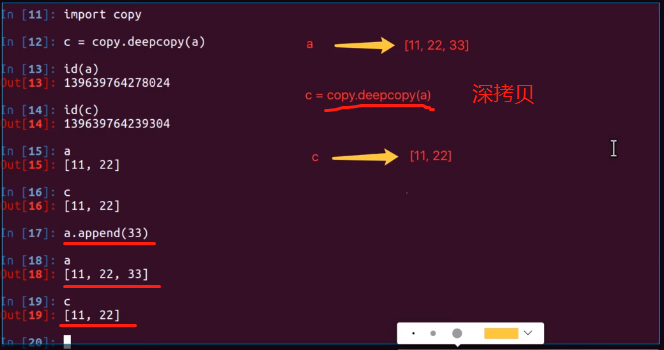 In [11]: import copy
In [12]: c = copy.deepcopy(a)
In [13]: id(a)
Out[13]: 139639764278024
In [14]: id(c)
Out[14]: 139639764239304
In [15]: a
Out[15]: [11, 22]
In [16]: c
Out[16]: [11, 22]
In [17]: a.append(33)
In [18]: a
Out[18]: [11, 22, 33]
In [19]: c
Out[19]: [11, 22]
In [20]:
a [11, 22, 33]
c = copy.deepcopy(a) 深拷贝
c [11, 22]